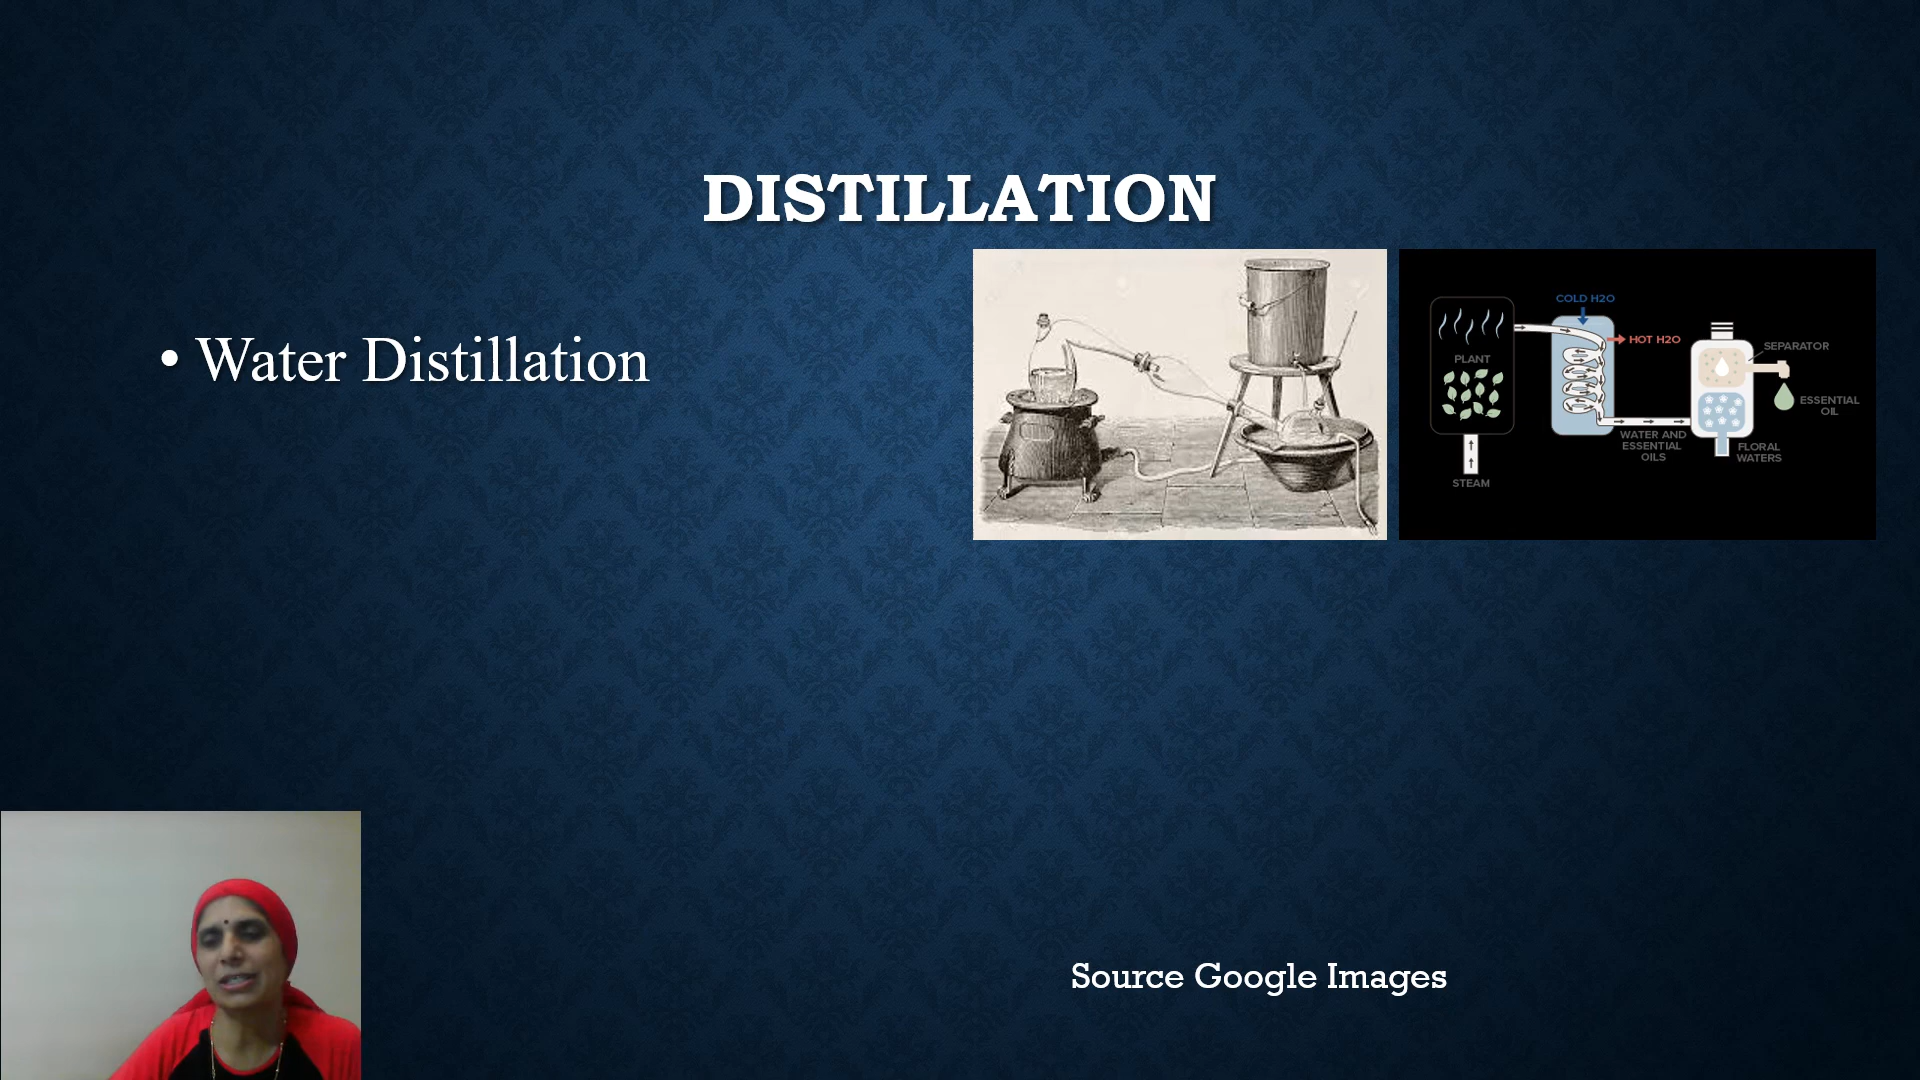 DISTILLATION
• Water Distillation
COLD H2O
HOT H2O
PLANT
SEPARATOR
ESSENTIAL
OIL
WATER AND
ESSENTIAL
OILS
FLORAL
WATERS
STEAM
Source Google Images